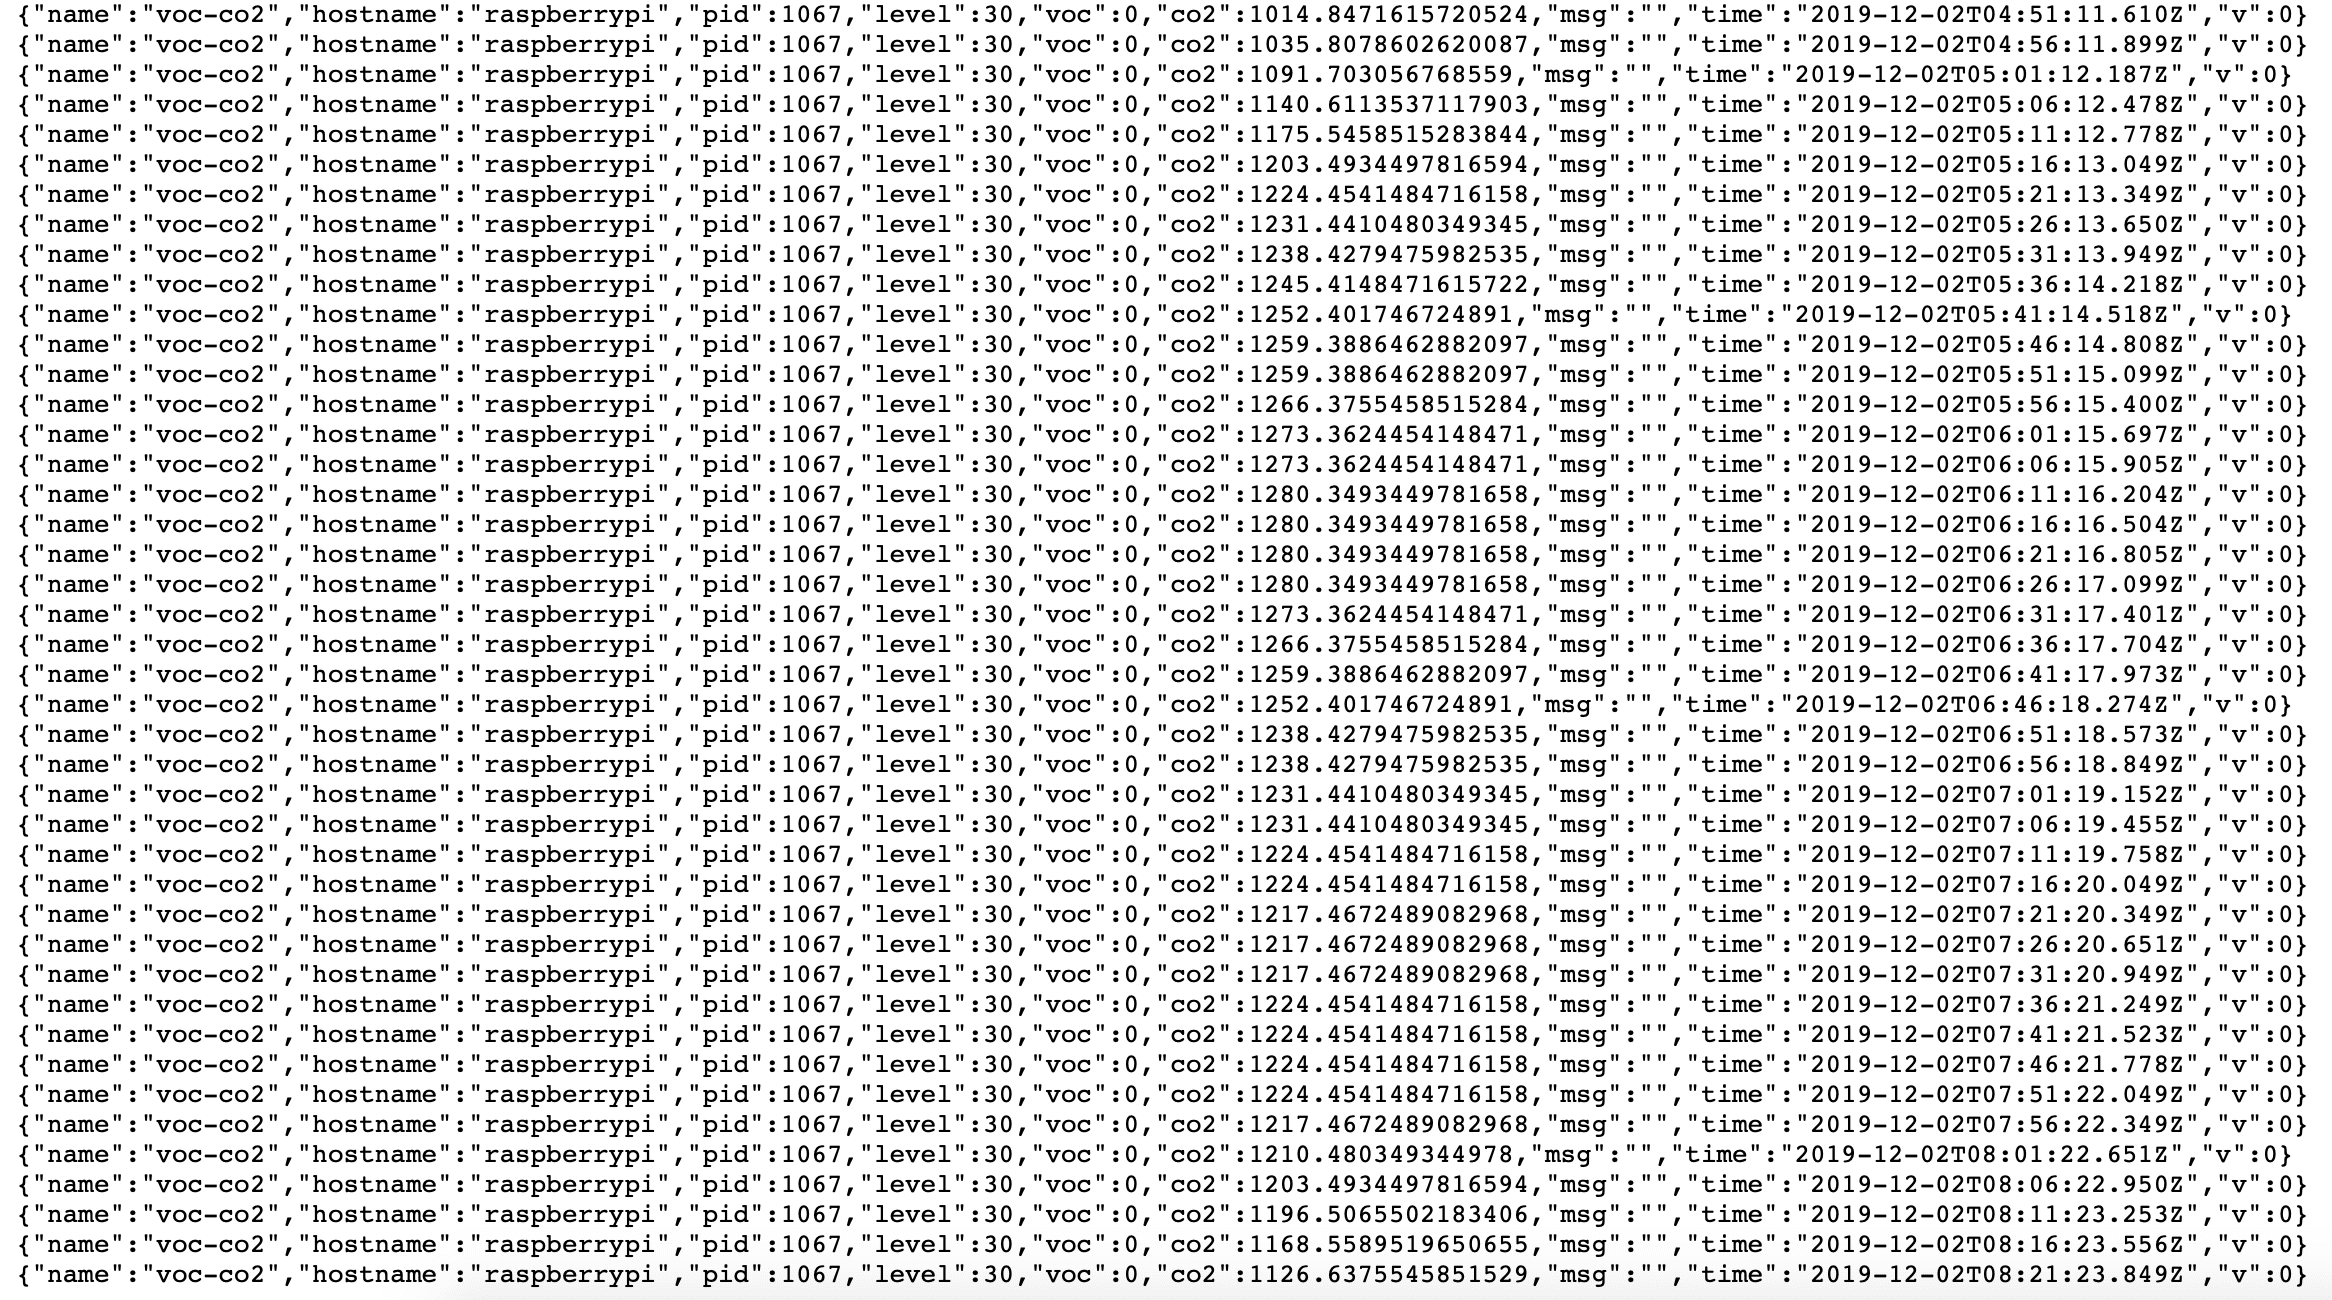 {"name":"voc-co2","hostname":"raspberrypi","pid":1067,"level":30,"voc":0,"co2":1014.8471615720524,"msg":"","time":"2019-12-02T04:51:11.610Z","v":0}
{"name":"voc-co2","hostname":"raspberrypi","pid":1067,"level":30,"voc":0,"co2":1035.8078602620087,"msg":"","time":"2019-12-02T04:56:11.899Z","v":0}
{"name":"voc-co2","hostname":"raspberrypi","pid":1067,"level":30,"voc":0,"co2":1091.703056768559,"msg":"","time":"2019-12-02T05:01:12.187Z","v":0}
{"name":"voc-co2","hostname":"raspberrypi","pid":1067,"level":30,"voc":0,"co2":1140.6113537117903,"msg":"","time":"2019-12-02T05:06:12.478Z","v":0}
{"name":"voc-co2","hostname":"raspberrypi","pid":1067,"level":30,"voc":0,"co2":1175.5458515283844,"msg":"","time":"2019-12-02T05:11:12.778Z","v":0}
{"name":"voc-co2","hostname":"raspberrypi","pid":1067,"level":30,"voc":0,"co2":1203.4934497816594,"msg":"","time":"2019-12-02T05:16:13.049Z","v":0}
{"name":"voc-co2","hostname":"raspberrypi","pid":1067,"level":30,"voc":0,"co2":1224.4541484716158,"msg":"","time":"2019-12-02T05:21:13.349Z","v":0}
{"name":"voc-co2","hostname":"raspberrypi","pid":1067,"level":30,"voc":0,"co2":1231.4410480349345,"msg":"","time":"2019-12-02T05:26:13.650Z","v":0}
{"name":"voc-co2","hostname":"raspberrypi","pid":1067,"level":30,"voc":0,"co2":1238.4279475982535,"msg":"","time":"2019-12-02T05:31:13.949Z","v":0}
{"name":"voc-co2","hostname":"raspberrypi","pid":1067,"level":30,"voc":0,"co2":1245.4148471615722,"msg":"","time":"2019-12-02T05:36:14.218Z","v":0}
{"name":"voc-co2","hostname":"raspberrypi","pid":1067,"level":30,"voc":0,"co2":1252.401746724891,"msg":"","time":"2019-12-02T05:41:14.518Z","v":0}
{"name":"voc-co2","hostname":"raspberrypi","pid":1067,"level":30,"voc":0,"co2":1259.3886462882097,"msg":"","time":"2019-12-02T05:46:14.808Z","v":0}
{"name":"voc-co2","hostname":"raspberrypi","pid":1067,"level":30,"voc":0,"co2":1259.3886462882097,"msg":"","time":"2019-12-02T05:51:15.099Z","v":0}
{"name":"voc-co2","hostname":"raspberrypi","pid":1067,"level":30,"voc":0,"co2":1266.3755458515284,"msg":"","time":"2019-12-02T05:56:15.400Z","v":0}
{"name":"voc-co2","hostname":"raspberrypi","pid":1067,"level":30,"voc":0,"co2":1273.3624454148471,"msg":"","time":"2019-12-02T06:01:15.697Z","v":0}
{"name":"voc-co2","hostname":"raspberrypi","pid":1067,"level":30,"voc":0,"co2":1273.3624454148471,"msg":"","time":"2019-12-02T06:06:15.905Z","v":0}
{"name":"voc-co2","hostname":"raspberrypi","pid":1067,"level":30,"voc":0,"co2":1280.3493449781658,"msg":"","time":"2019-12-02T06:11:16.204Z","v":0}
{"name":"voc-co2","hostname":"raspberrypi","pid":1067,"level":30,"voc":0,"co2":1280.3493449781658,"msg":"","time":"2019-12-02T06:16:16.504Z","v":0}
{"name":"voc-co2","hostname":"raspberrypi","pid":1067,"level":30,"voc":0,"co2":1280.3493449781658,"msg":"","time":"2019-12-02T06:21:16.805Z","v":0}
{"name":"voc-co2","hostname":"raspberrypi","pid":1067,"level":30,"voc":0,"co2":1280.3493449781658,"msg":"","time":"2019-12-02T06:26:17.099Z","v":0}
{"name":"voc-co2","hostname":"raspberrypi","pid":1067,"level":30,"voc":0,"co2":1273.3624454148471,"msg":"","time":"2019-12-02T06:31:17.401Z","v":0}
{"name":"voc-co2","hostname":"raspberrypi","pid":1067,"level":30,"voc":0,"co2":1266.3755458515284,"msg":"","time":"2019-12-02T06:36:17.704Z","v":0}
{"name":"voc-co2","hostname":"raspberrypi","pid":1067,"level":30,"voc":0,"co2":1259.3886462882097,"msg":"","time":"2019-12-02T06:41:17.973Z","v":0}
{"name":"voc-co2","hostname":"raspberrypi","pid":1067,"level":30,"voc":0,"co2":1252.401746724891,"msg":"","time":"2019-12-02T06:46:18.274Z","v":0}
{"name":"voc-co2","hostname":"raspberrypi","pid":1067,"level":30,"voc":0,"co2":1238.4279475982535,"msg":"","time":"2019-12-02T06:51:18.573Z","v":0}
{"name":"voc-co2","hostname":"raspberrypi","pid":1067,"level":30,"voc":0,"co2":1238.4279475982535,"msg":"","time":"2019-12-02T06:56:18.849Z","v":0}
{"name":"voc-co2","hostname":"raspberrypi","pid":1067,"level":30,"voc":0,"co2":1231.4410480349345,"msg":"","time":"2019-12-02T07:01:19.152Z","v":0}
{"name":"voc-co2","hostname":"raspberrypi","pid":1067,"level":30,"voc":0,"co2":1231.4410480349345,"msg":"","time":"2019-12-02T07:06:19.455Z","v":0}
{"name":"voc-co2","hostname":"raspberrypi","pid":1067,"level":30,"voc":0,"co2":1224.4541484716158,"msg":"","time":"2019-12-02T07:11:19.758Z","v":0}
{"name":"voc-co2","hostname":"raspberrypi","pid":1067,"level":30,"voc":0,"co2":1224.4541484716158,"msg":"","time":"2019-12-02T07:16:20.049Z","v":0}
{"name":"voc-co2","hostname":"raspberrypi","pid":1067,"level":30,"voc":0,"co2":1217.4672489082968,"msg":"","time":"2019-12-02T07:21:20.349Z","v":0}
{"name":"voc-co2","hostname":"raspberrypi","pid":1067,"level":30,"voc":0,"co2":1217.4672489082968,"msg":"","time":"2019-12-02T07:26:20.651Z","v":0}
{"name":"voc-co2","hostname":"raspberrypi","pid":1067,"level":30,"voc":0,"co2":1217.4672489082968,"msg":"","time":"2019-12-02T07:31:20.949Z","v":0}
{"name":"voc-co2","hostname":"raspberrypi","pid":1067,"level":30,"voc":0,"co2":1224.4541484716158,"msg":"","time":"2019-12-02T07:36:21.249Z","v":0}
{"name":"voc-co2","hostname":"raspberrypi","pid":1067,"level":30,"voc":0,"co2":1224.4541484716158,"msg":"","time":"2019-12-02T07:41:21.523Z","v":0}
{"name":"voc-co2","hostname":"raspberrypi","pid":1067,"level":30,"voc":0,"co2":1224.4541484716158,"msg":"","time":"2019-12-02T07:46:21.778Z","v":0}
{"name":"voc-co2","hostname":"raspberrypi","pid":1067,"level":30,"voc":0,"co2":1224.4541484716158,"msg":"","time":"2019-12-02T07:51:22.049Z","v":0}
{"name":"voc-co2","hostname":"raspberrypi","pid":1067,"level":30,"voc":0,"co2":1217.4672489082968,"msg":"","time":"2019-12-02T07:56:22.349Z","v":0}
{"name":"voc-co2","hostname":"raspberrypi","pid":1067,"level":30,"voc":0,"co2":1210.480349344978,"msg":"","time":"2019-12-02T08:01:22.651Z","v":0}
{"name":"voc-co2","hostname":"raspberrypi","pid":1067,"level":30,"voc":0,"co2":1203.4934497816594,"msg":"","time":"2019-12-02T08:06:22.950Z","v":0}
{"name":"voc-co2","hostname":"raspberrypi","pid":1067,"level":30,"voc":0,"co2":1196.5065502183406,"msg":"","time":"2019-12-02T08:11:23.253Z","v":0}
{"name":"voc-co2","hostname":"raspberrypi","pid":1067,"level":30,"voc":0,"co2":1168.5589519650655,"msg":"","time":"2019-12-02T08:16:23.556Z","v":0}
{"name":"voc-co2","hostname":"raspberrypi","pid":1067,"level":30,"voc":0,"co2":1126.6375545851529,"msg":"","time":"2019-12-02T08:21:23.849Z","v":0}